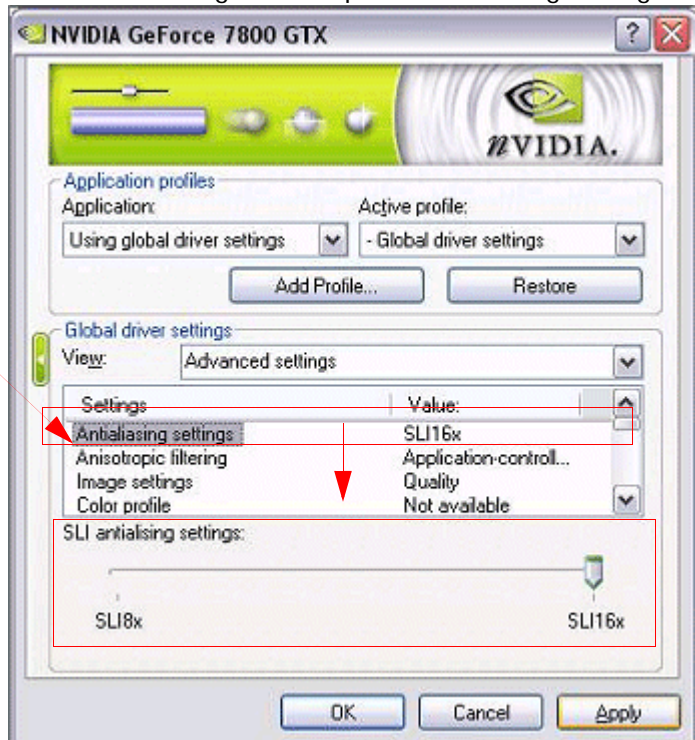 NVIDIA GeForce 7800 GTX
nVIDIA.
Application profiles
Application:
Active profile:
Using global driver settings
- Global driver settings
Add Profile...
Restore
Global driver settings
View:
Advanced settings
Settings
Value:
Antialiasing settings
SLI16x
Anisotropic filtering
Application-controll...
Image settings
Quality
Color profile
Not available
SLI antialising settings:
SLI8x
SLI16x
OK
Cancel
Apply